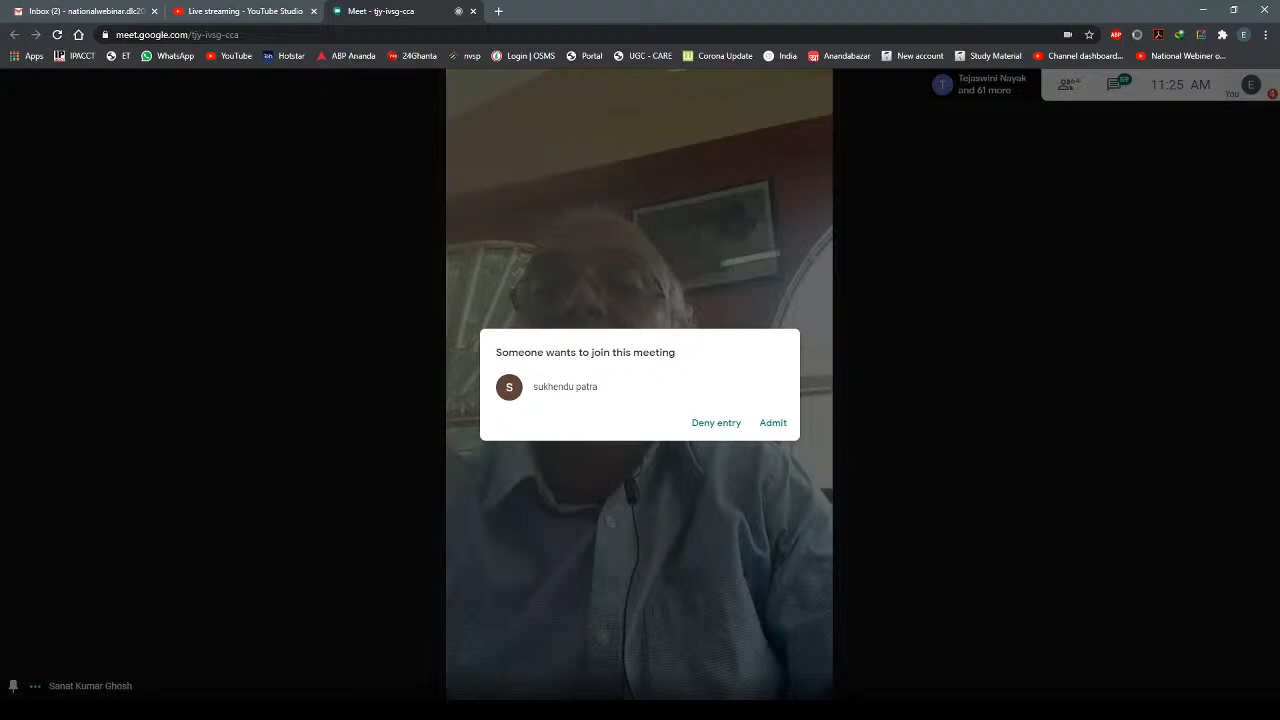 Inbox (2) - nationalwebinar.dlc20
Live streaming - YouTube Studio
Meet - tjy-ivsg-cca
meet.google.com/tjy-ivsg-cca
Apps
IPACCT
ET
WhatsApp
YouTube
Hotstar
ABP Ananda
24Ghanta
nvsp
Login | OSMS
Portal
UGC - CARE
Corona Update
India
Anandabazar
New account
Study Material
Channel dashboard...
National Webiner o...
T
Tejaswini Nayak
and 61 more
64
59
11:25 AM
You
E
Someone wants to join this meeting
S
sukhendu patra
Deny entry
Admit
Sanat Kumar Ghosh